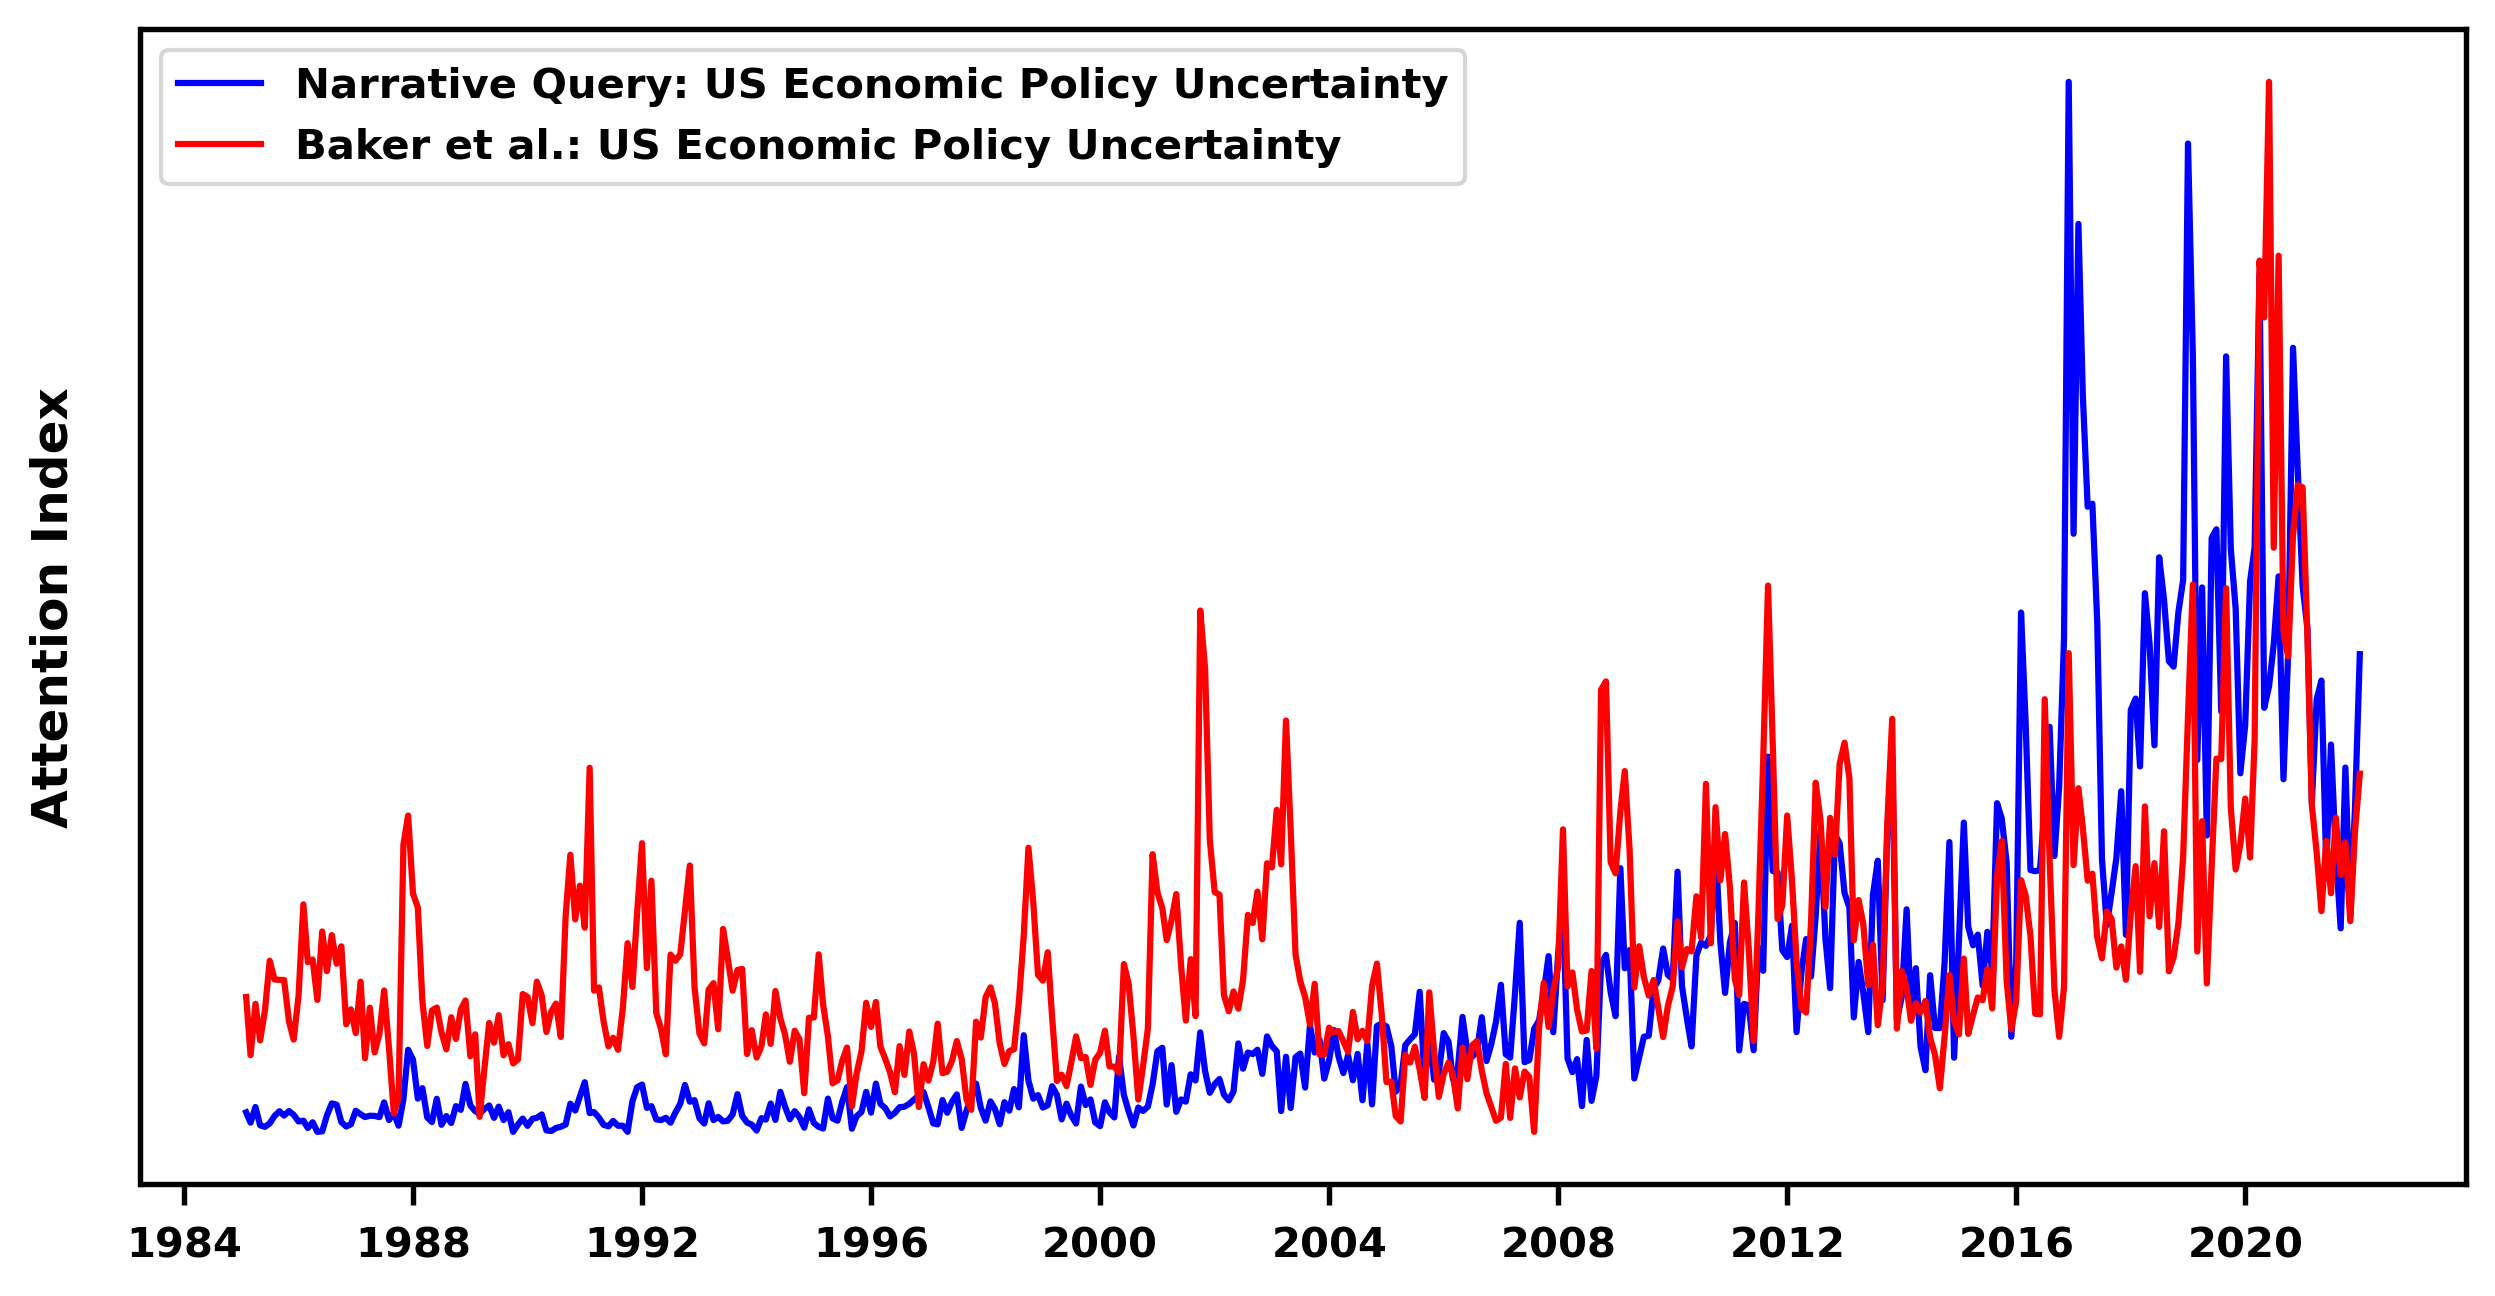 Narrative Query: US Economic Policy Uncertainty
Baker et al.: US Economic Policy Uncertainty
Attention Index
1984 1988 1992 1996 2000 2004 2008 2012 2016 2020